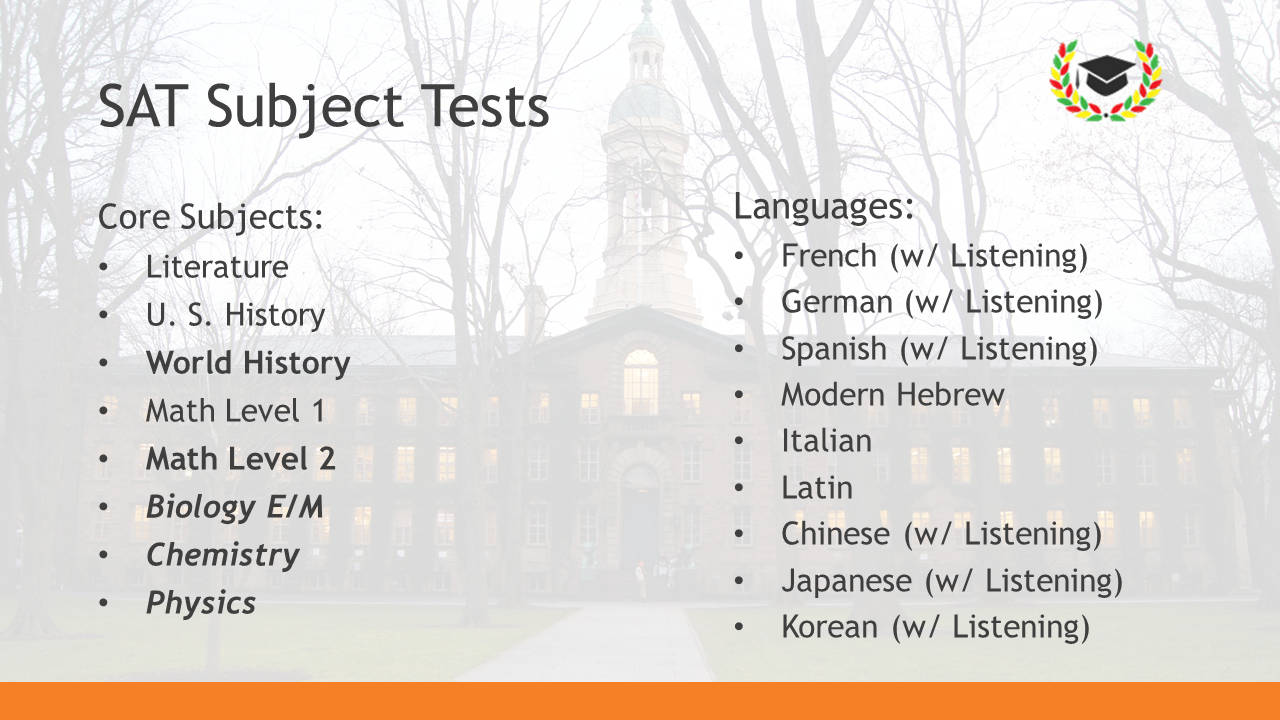 SAT Subject Tests
Core Subjects:
• Literature
• U. S. History
• World History
• Math Level 1
• Math Level 2
• Biology E/M
• Chemistry
• Physics
Languages:
• French (w/ Listening)
• German (w/ Listening)
• Spanish (w/ Listening)
• Modern Hebrew
• Italian
• Latin
• Chinese (w/ Listening)
• Japanese (w/ Listening)
• Korean (w/ Listening)